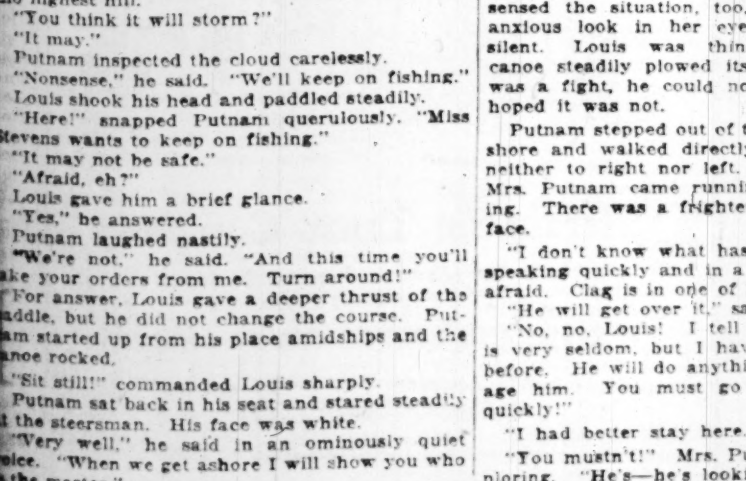 "You think it will storm?"
"It may."
Putnam inspected the cloud carelessly.
"Nonsense," he said. "We'll keep on fishing."
Louis shook his head and paddled steadily.
"Here!" snapped Putnam querulously. "Miss
Stevens wants to keep on fishing."
"It may not be safe."
"Afraid, eh?"
Louis gave him a brief glance.
"Yes," he answered.
Putnam laughed nastily.
"We're not," he said. "And this time you'll
ake your orders from me. Turn around!"
For answer, Louis gave a deeper thrust of the
addle, but he did not change the course. Put-
am started up from his place amidships and the
anoe rocked.
"Sit still!" commanded Louis sharply.
Putnam sat back in his seat and stared steadily
t the steersman. His face was white.
"Very well," he said in an ominously quiet
oice. "When we get ashore I will show you who
the
sensed the situation, too,
anxious look in her eye
silent. Louis was thin
canoe steadily plowed its
was a fight, he could no
hoped it was not.
Putnam stepped out of t
shore and walked directly
neither to right nor left.
Mrs. Putnam came runni
ing. There was a frighte
face.
"I don't know what has
speaking quickly and in a
afraid. Clag is in one of
"He will get over it," sa
"No, no, Louis! I tell
is very seldom, but I hav
before. He will do anythi
age him. You must go
quickly!"
"I had better stay here.
"You mustn't!" Mrs. Pu
ploring. "He's—he's looki